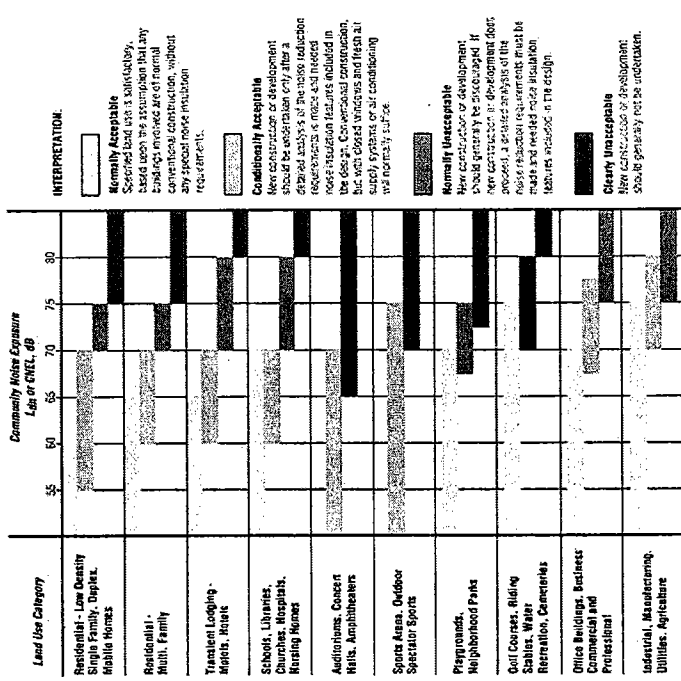 Land Use Category
Community Noise Exposure
Ldn or CNEL, dB
55
60
65
70
75
80
Residential - Low Density
Single Family, Duplex,
Mobile Homes
Residential -
Multi. Family
Transient Lodging -
Motels, Hotels
Schools, Libraries,
Churches, Hospitals,
Nursing Homes
Auditoriums, Concert
Halls, Amphitheaters
Sports Arena, Outdoor
Spectator Sports
Playgrounds,
Neighborhood Parks
Golf Courses, Riding
Stables, Water
Recreation, Cemeteries
Office Buildings, Business
Commercial and
Professional
Industrial, Manufacturing,
Utilities, Agriculture
INTERPRETATION:
Normally Acceptable
Specified land use is satisfactory,
based upon the assumption that any
buildings involved are of normal
conventional construction, without
any special noise insulation
requirements.
Conditionally Acceptable
New construction or development
should be undertaken only after a
detailed analysis of the noise reduction
requirements is made and needed
noise insulation features included in
the design. Conventional construction,
but with closed windows and fresh air
supply systems or air conditioning
will normally suffice.
Normally Unacceptable
New construction or development
should generally be discouraged. If
new construction or development does
proceed, a detailed analysis of the
noise reduction requirements must be
made and needed noise insulation
features included in the design.
Clearly Unacceptable
New construction or development
should generally not be undertaken.